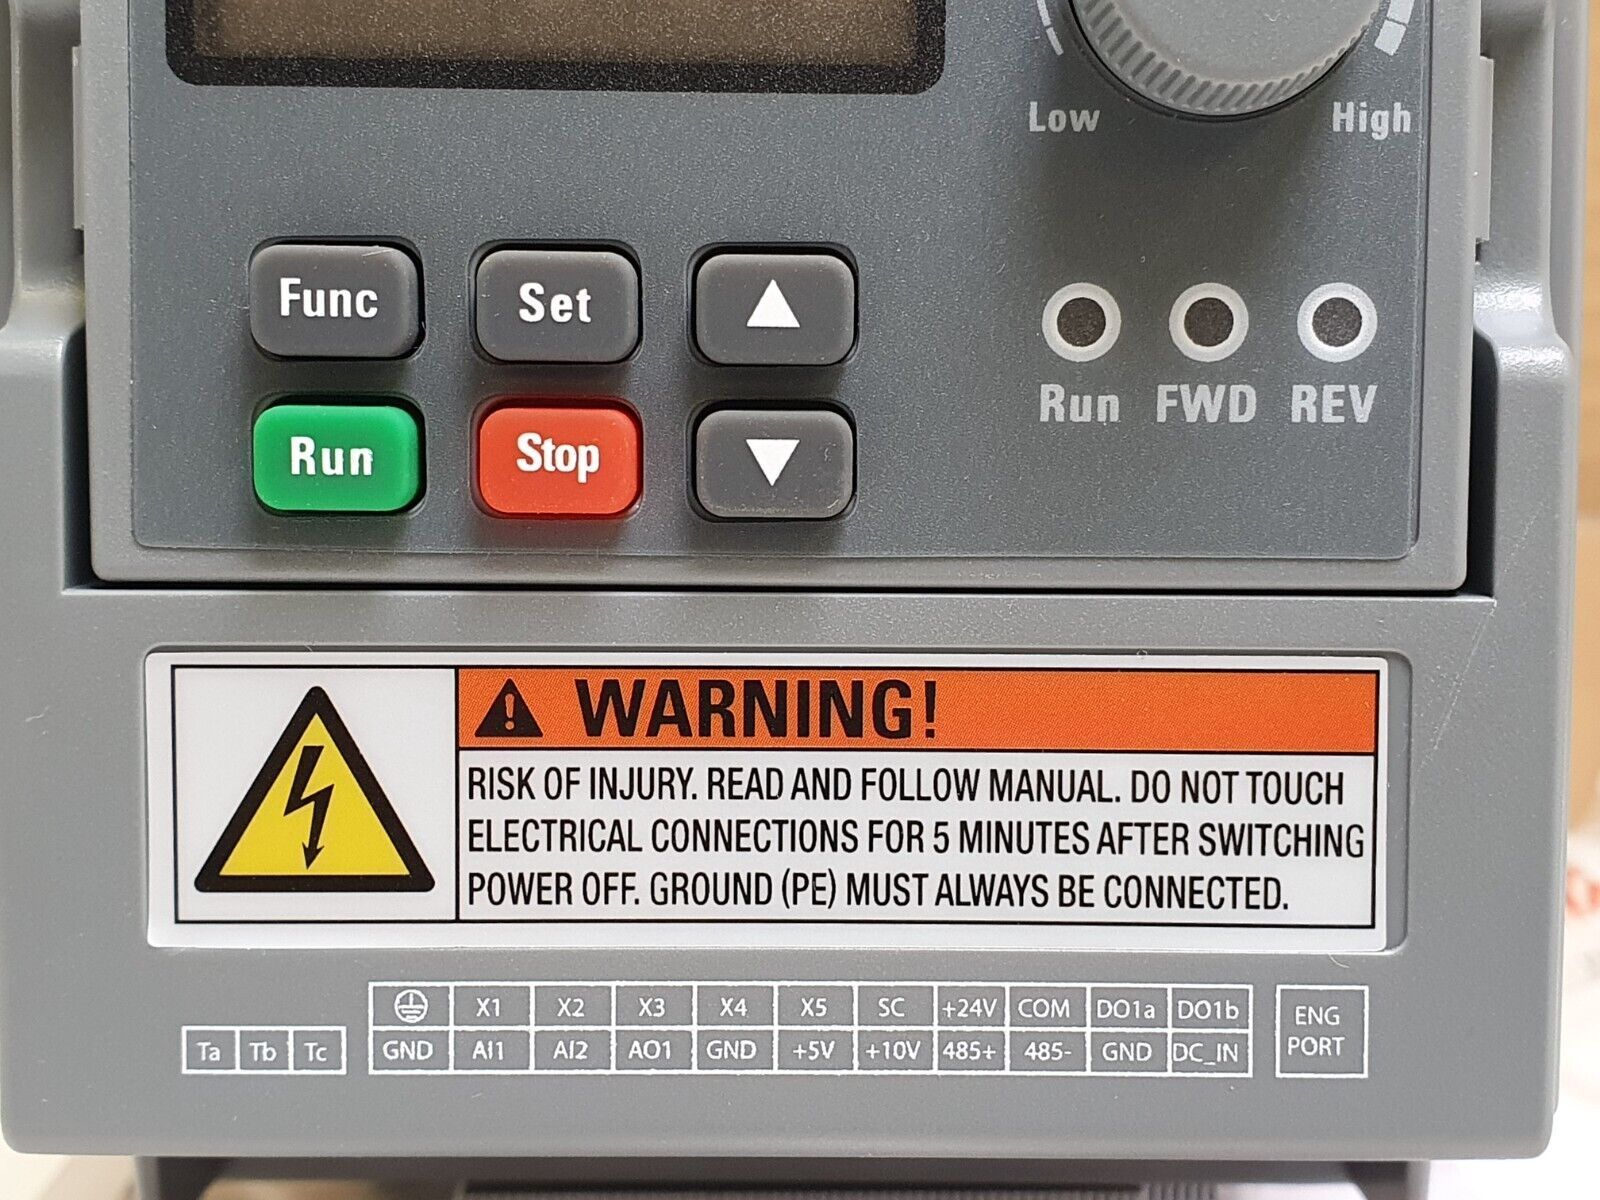 Low High
Func Set
Run Stop
Run FWD REV
WARNING!
RISK OF INJURY. READ AND FOLLOW MANUAL. DO NOT TOUCH
ELECTRICAL CONNECTIONS FOR 5 MINUTES AFTER SWITCHING
POWER OFF. GROUND (PE) MUST ALWAYS BE CONNECTED.
X1 X2 X3 X4 X5 SC +24V COM DO1a DO1b
Ta Tb Tc
GND AI1 AI2 AO1 GND +5V +10V 485+ 485- GND DC_IN
ENG
PORT